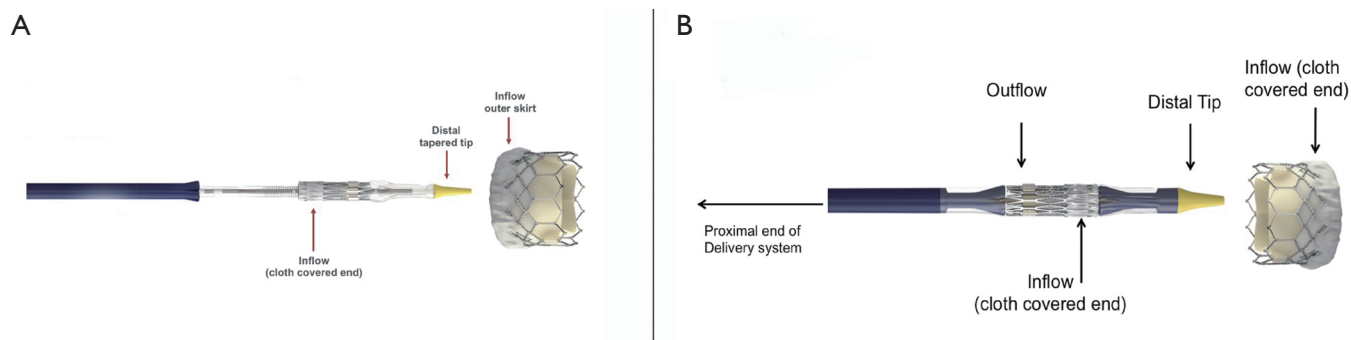 A
Inflow
outer skirt
Distal
tapered tip
Inflow
(cloth covered end)
B
Inflow (cloth
covered end)
Outflow
Distal Tip
Proximal end of
Delivery system
Inflow
(cloth covered end)